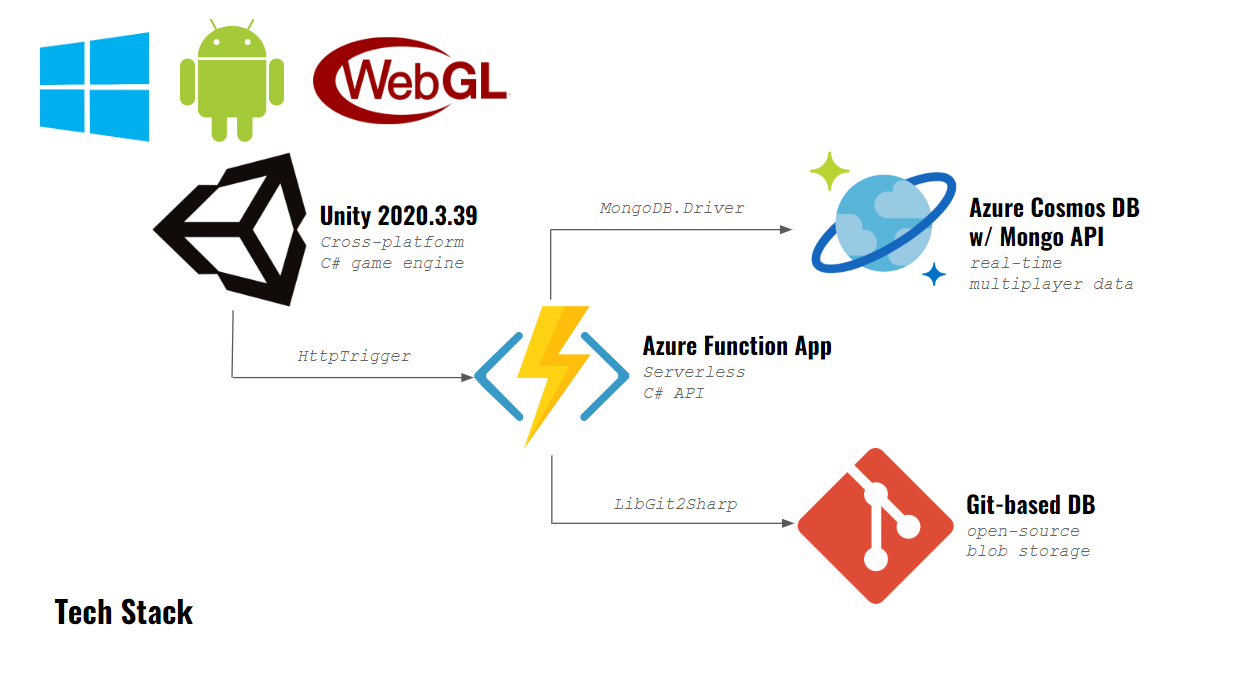 WebGL
Unity 2020.3.39
Cross-platform
C# game engine
MongoDB.Driver
Azure Cosmos DB
w/ Mongo API
real-time
multiplayer data
HttpTrigger
Azure Function App
Serverless
C# API
LibGit2Sharp
Git-based DB
open-source
blob storage
Tech Stack